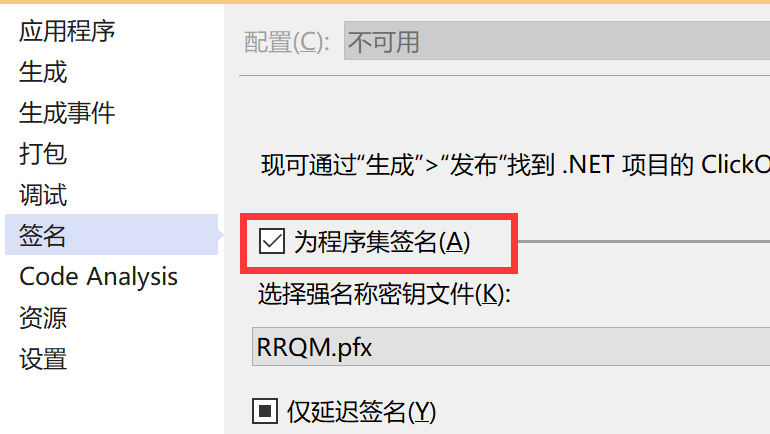 应用程序
生成
生成事件
打包
调试
签名
Code Analysis
资源
设置
配置(C):
不可用
现可通过“生成”>“发布”找到 .NET 项目的 ClickO
为程序集签名(A)
选择强名称密钥文件(K):
RRQM.pfx
仅延迟签名(Y)